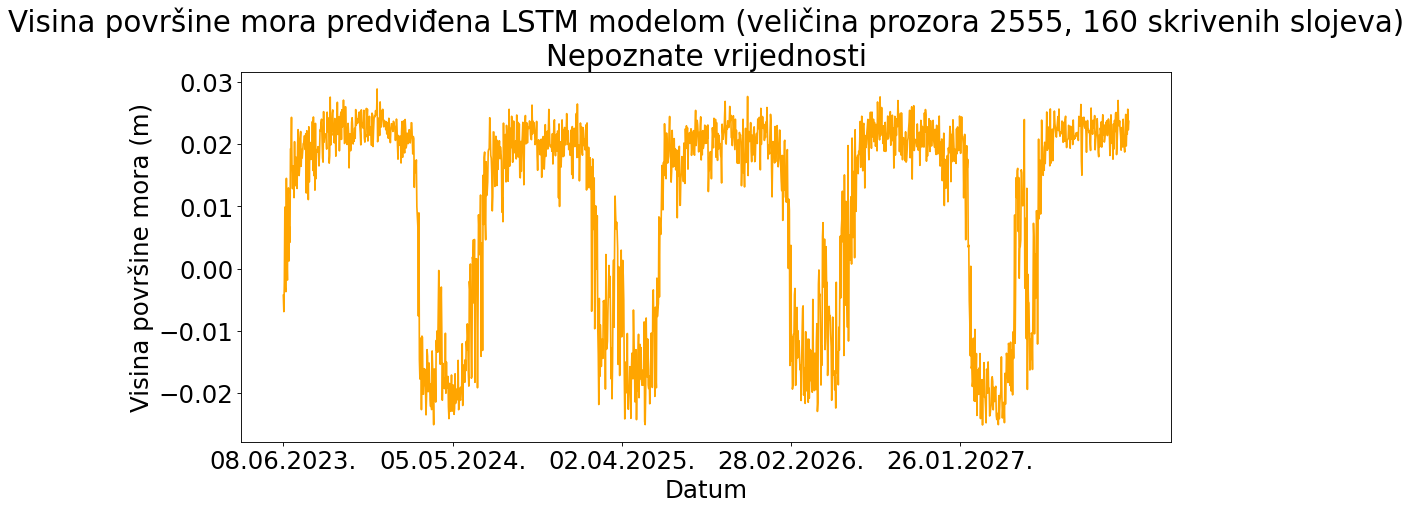 Visina površine mora predviđena LSTM modelom (veličina prozora 2555, 160 skrivenih slojeva)
Nepoznate vrijednosti
Visina površine mora (m)
0.03
0.02
0.01
0.00
−0.01
−0.02
08.06.2023. 05.05.2024. 02.04.2025. 28.02.2026. 26.01.2027.
Datum